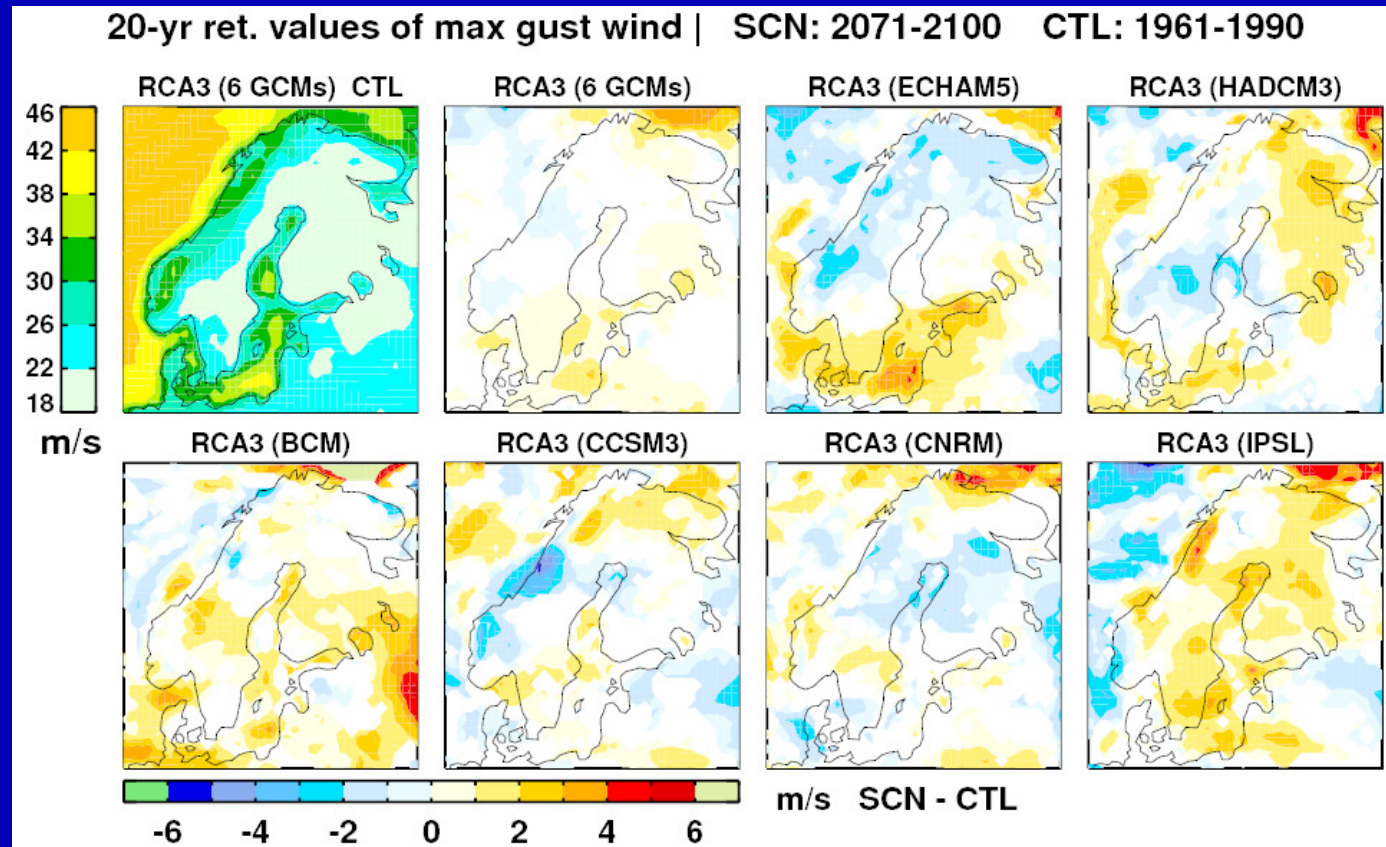 20-yr ret. values of max gust wind | SCN: 2071-2100 CTL: 1961-1990
RCA3 (6 GCMs) CTL
RCA3 (6 GCMs)
RCA3 (ECHAM5)
RCA3 (HADCM3)
46
42
38
34
30
26
22
18
m/s
RCA3 (BCM)
RCA3 (CCSM3)
RCA3 (CNRM)
RCA3 (IPSL)
-6 -4 -2 0 2 4 6
m/s SCN - CTL